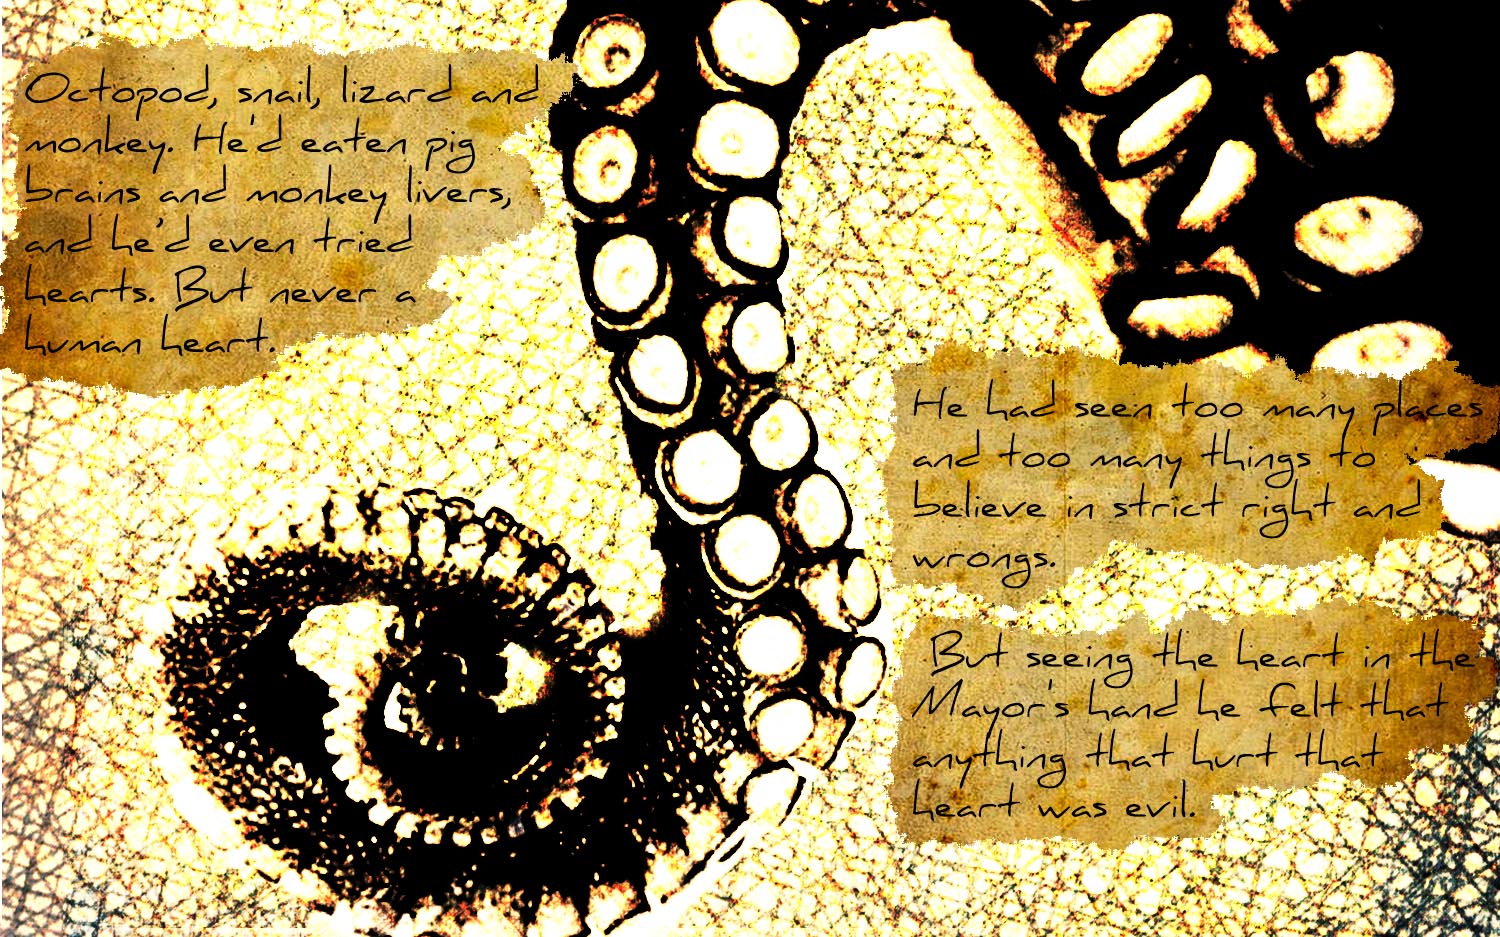 Octopod, snail, lizard and
monkey. He'd eaten pig
brains and monkey livers,
and he'd even tried
hearts. But never a
human heart.
He had seen too many places
and too many things to
believe in strict right and
wrongs.
But seeing the heart in the
Mayor's hand he felt that
anything that hurt that
heart was evil.